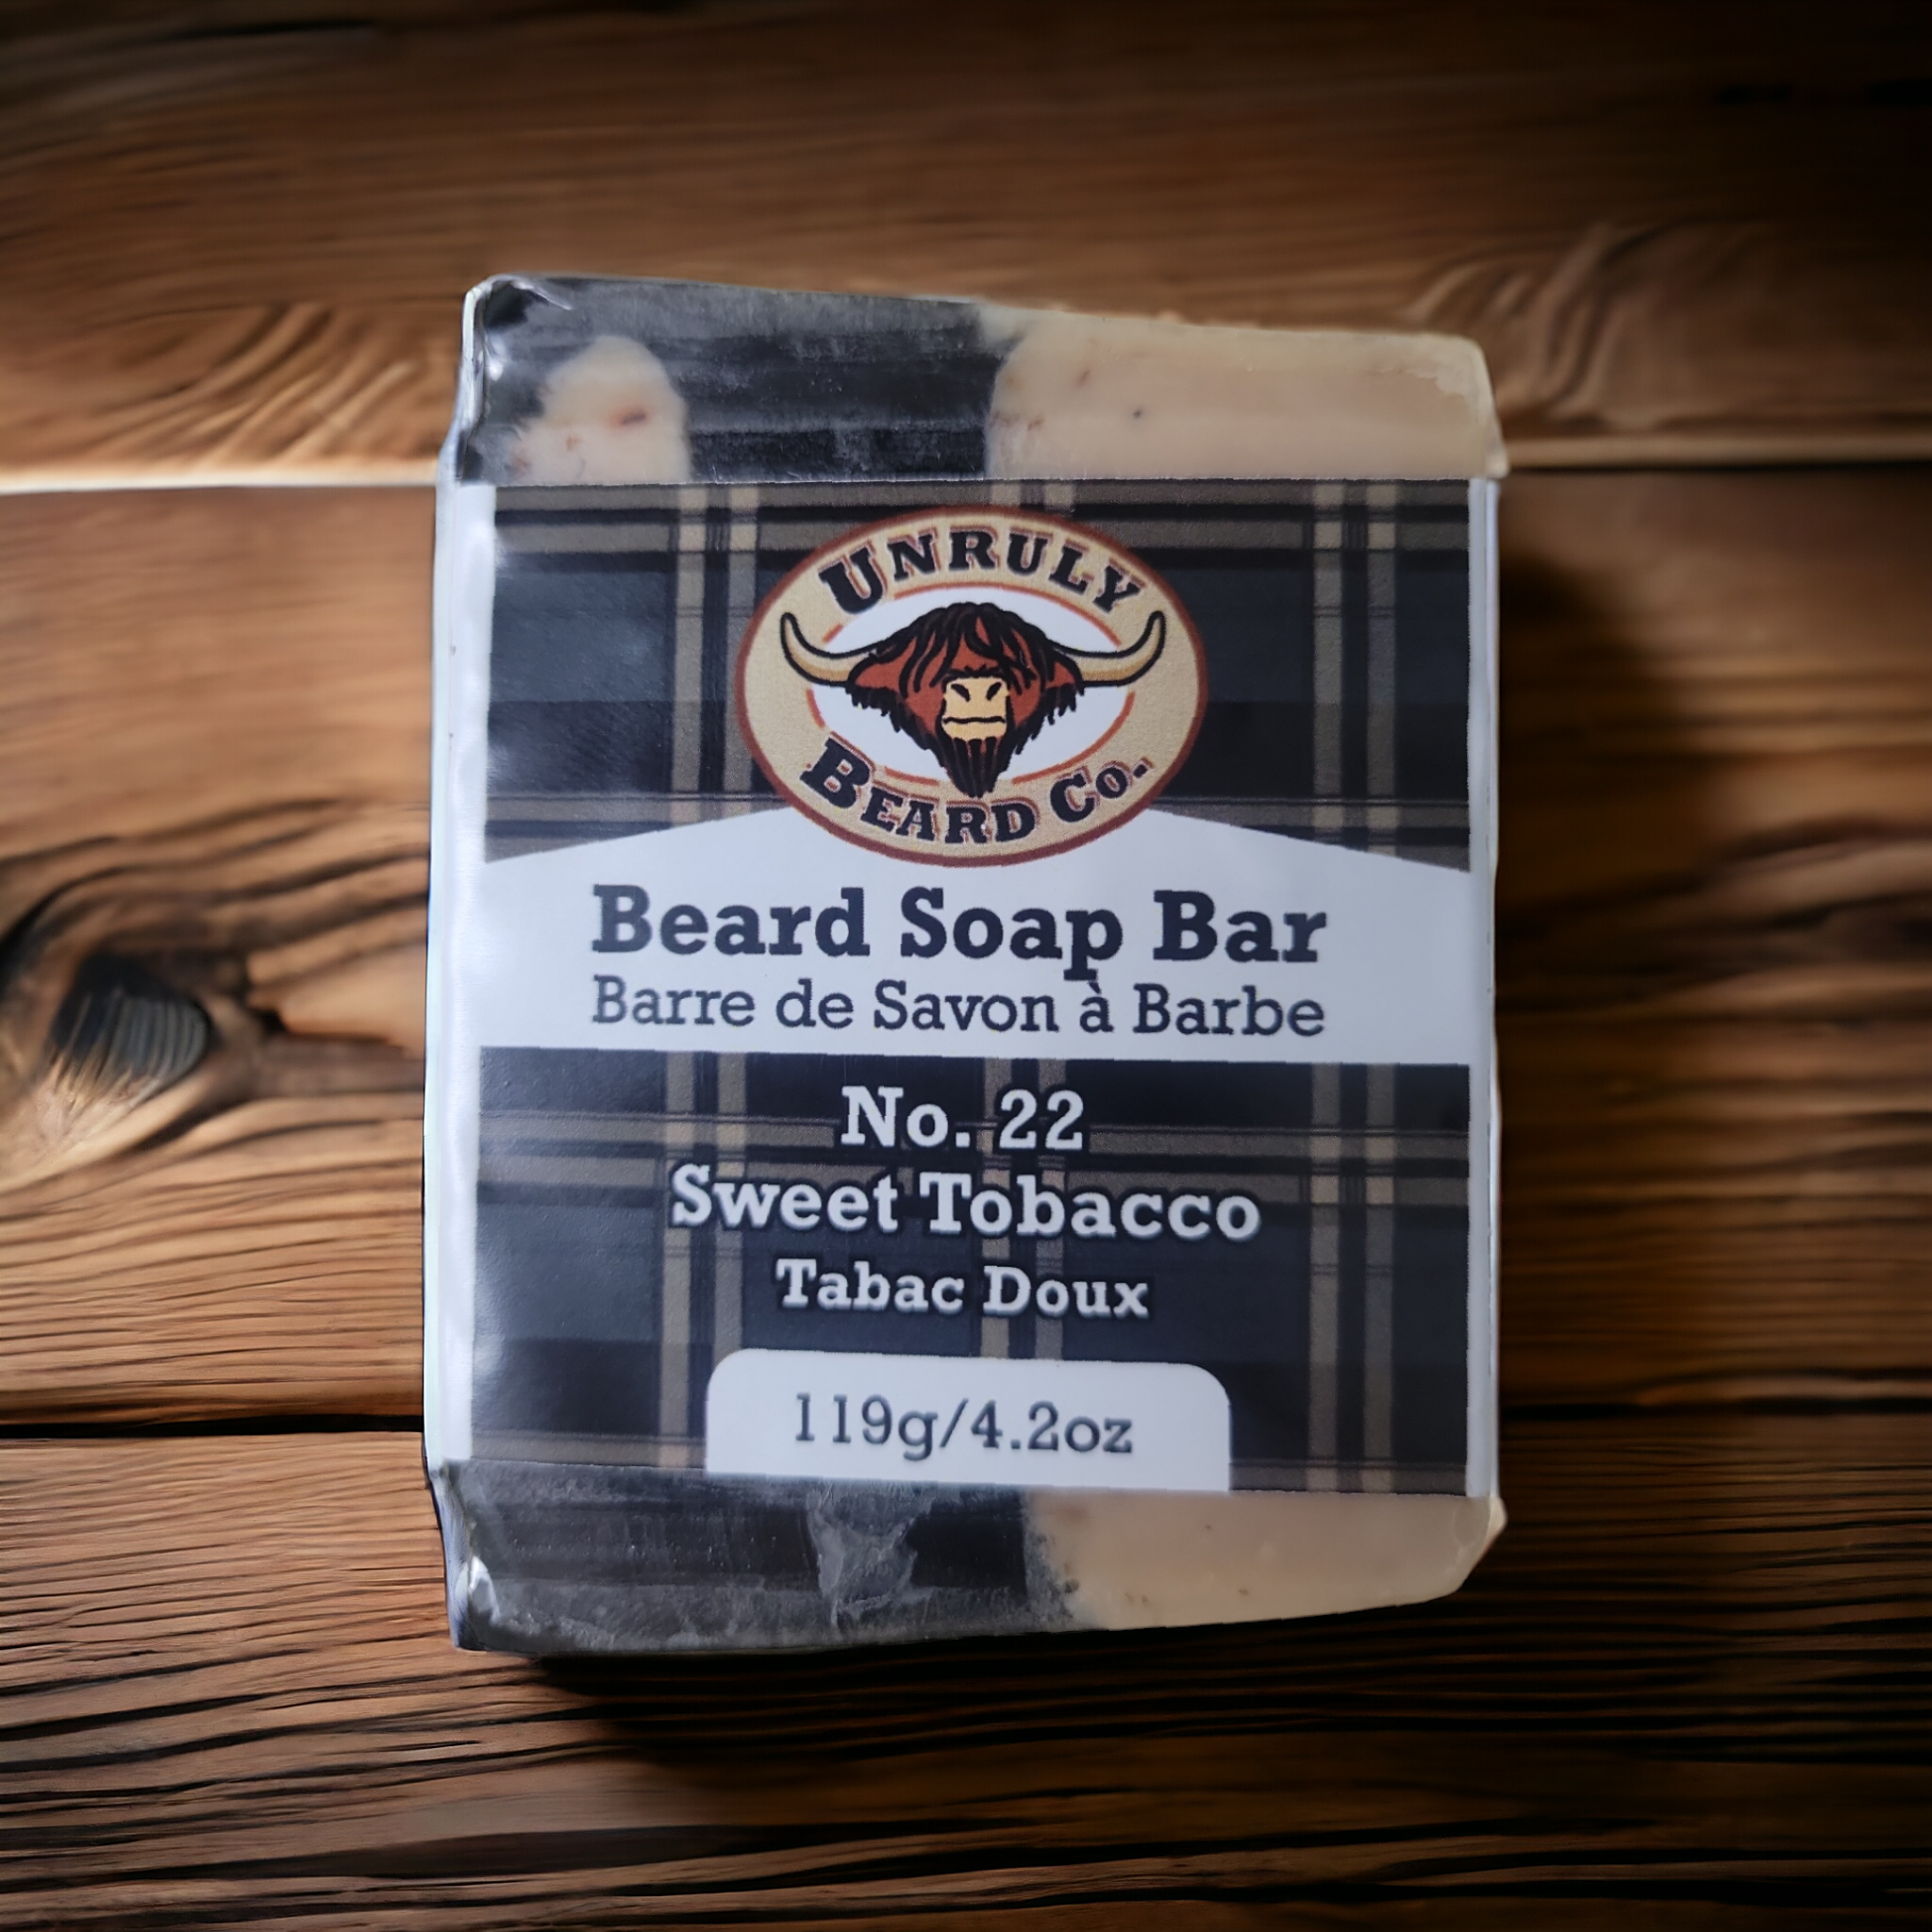 UNRULY
BEARD CO.
Beard Soap Bar
Barre de Savon à Barbe
No. 22
Sweet Tobacco
Tabac Doux
119g/4.2oz